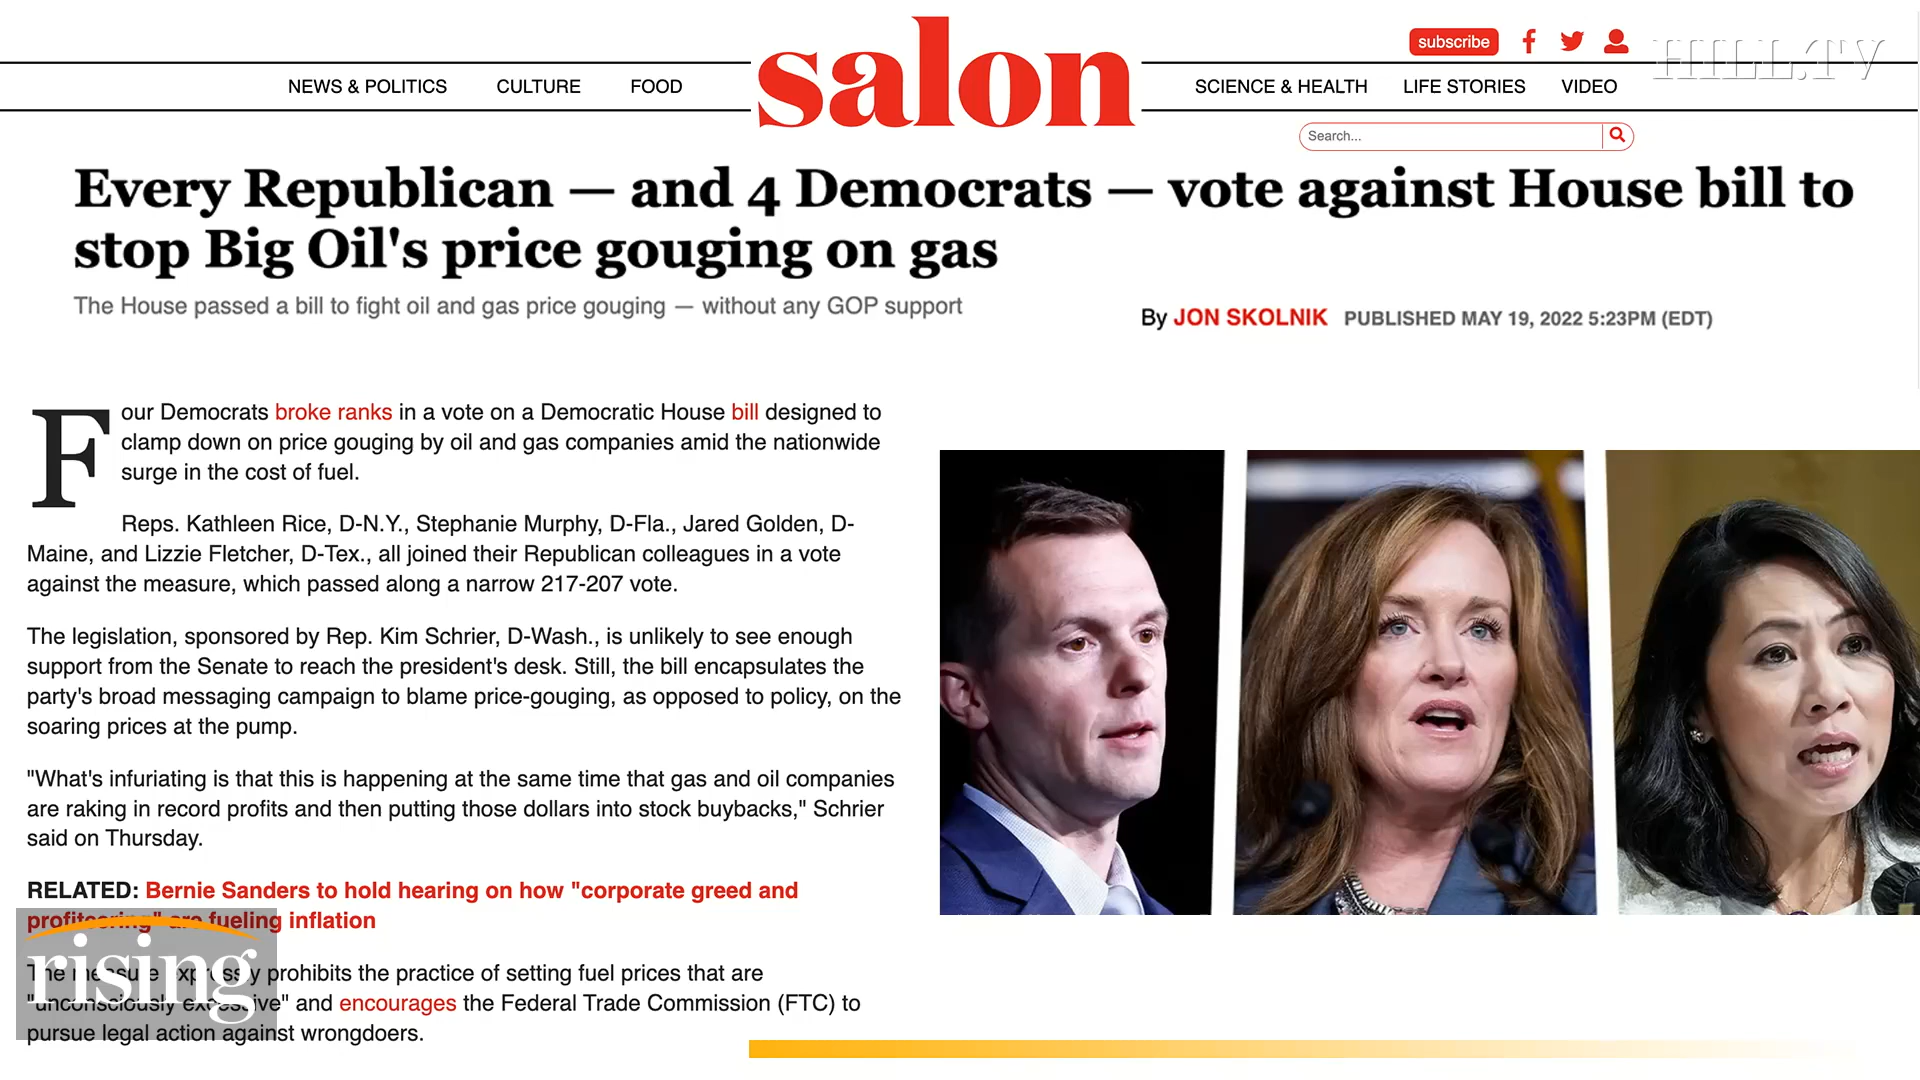 salon
subscribe
HILL.TV
NEWS & POLITICS CULTURE FOOD SCIENCE & HEALTH LIFE STORIES VIDEO
Search...
Every Republican — and 4 Democrats — vote against House bill to
stop Big Oil's price gouging on gas
The House passed a bill to fight oil and gas price gouging — without any GOP support
By JON SKOLNIK PUBLISHED MAY 19, 2022 5:23PM (EDT)
Four Democrats broke ranks in a vote on a Democratic House bill designed to
clamp down on price gouging by oil and gas companies amid the nationwide
surge in the cost of fuel.
Reps. Kathleen Rice, D-N.Y., Stephanie Murphy, D-Fla., Jared Golden, D-
Maine, and Lizzie Fletcher, D-Tex., all joined their Republican colleagues in a vote
against the measure, which passed along a narrow 217-207 vote.
The legislation, sponsored by Rep. Kim Schrier, D-Wash., is unlikely to see enough
support from the Senate to reach the president's desk. Still, the bill encapsulates the
party's broad messaging campaign to blame price-gouging, as opposed to policy, on the
soaring prices at the pump.
"What's infuriating is that this is happening at the same time that gas and oil companies
are raking in record profits and then putting those dollars into stock buybacks," Schrier
said on Thursday.
RELATED: Bernie Sanders to hold hearing on how "corporate greed and
profiteering" are fueling inflation
The measure expressly prohibits the practice of setting fuel prices that are
"unconsciously excessive" and encourages the Federal Trade Commission (FTC) to
pursue legal action against wrongdoers.
rising